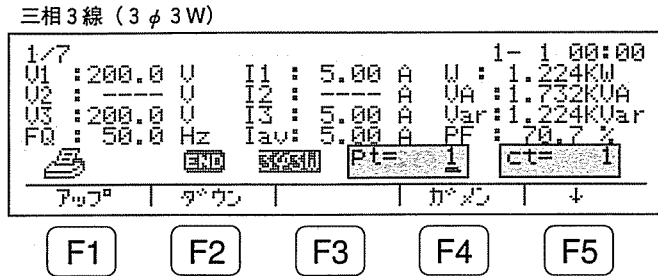 三相3線（3φ3W）
1/7 1- 1 00:00
V1 :200.0 V I1 : 5.00 A W : 1.224KW
V2 : ---- V I2 : ---- A VA :1.732KVA
V3 :200.0 V I3 : 5.00 A Var:1.224KVar
FQ : 50.0 Hz Iav: 5.00 A PF : 70.7 %
END 3φ3W Pt= 1 ct= 1
アップ ダウン ガメン ↓
F1 F2 F3 F4 F5